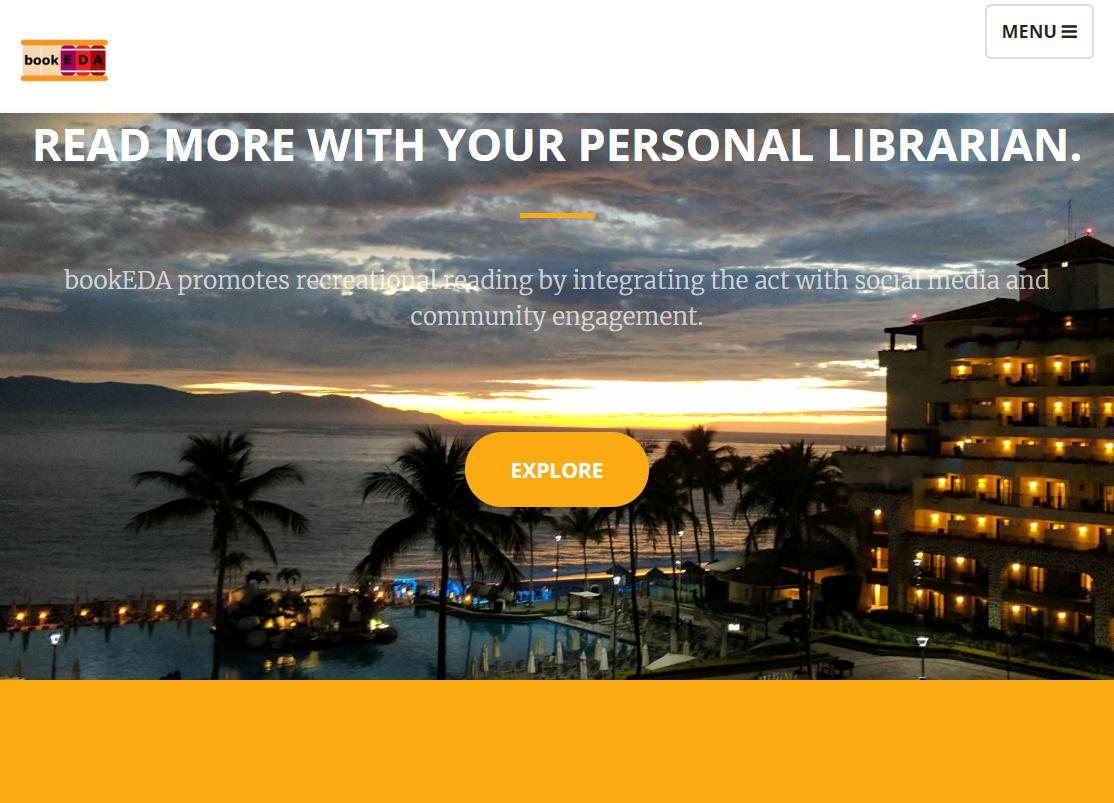 MENU
bookEDA
READ MORE WITH YOUR PERSONAL LIBRARIAN.
bookEDA promotes recreational reading by integrating the act with social media and
community engagement.
EXPLORE